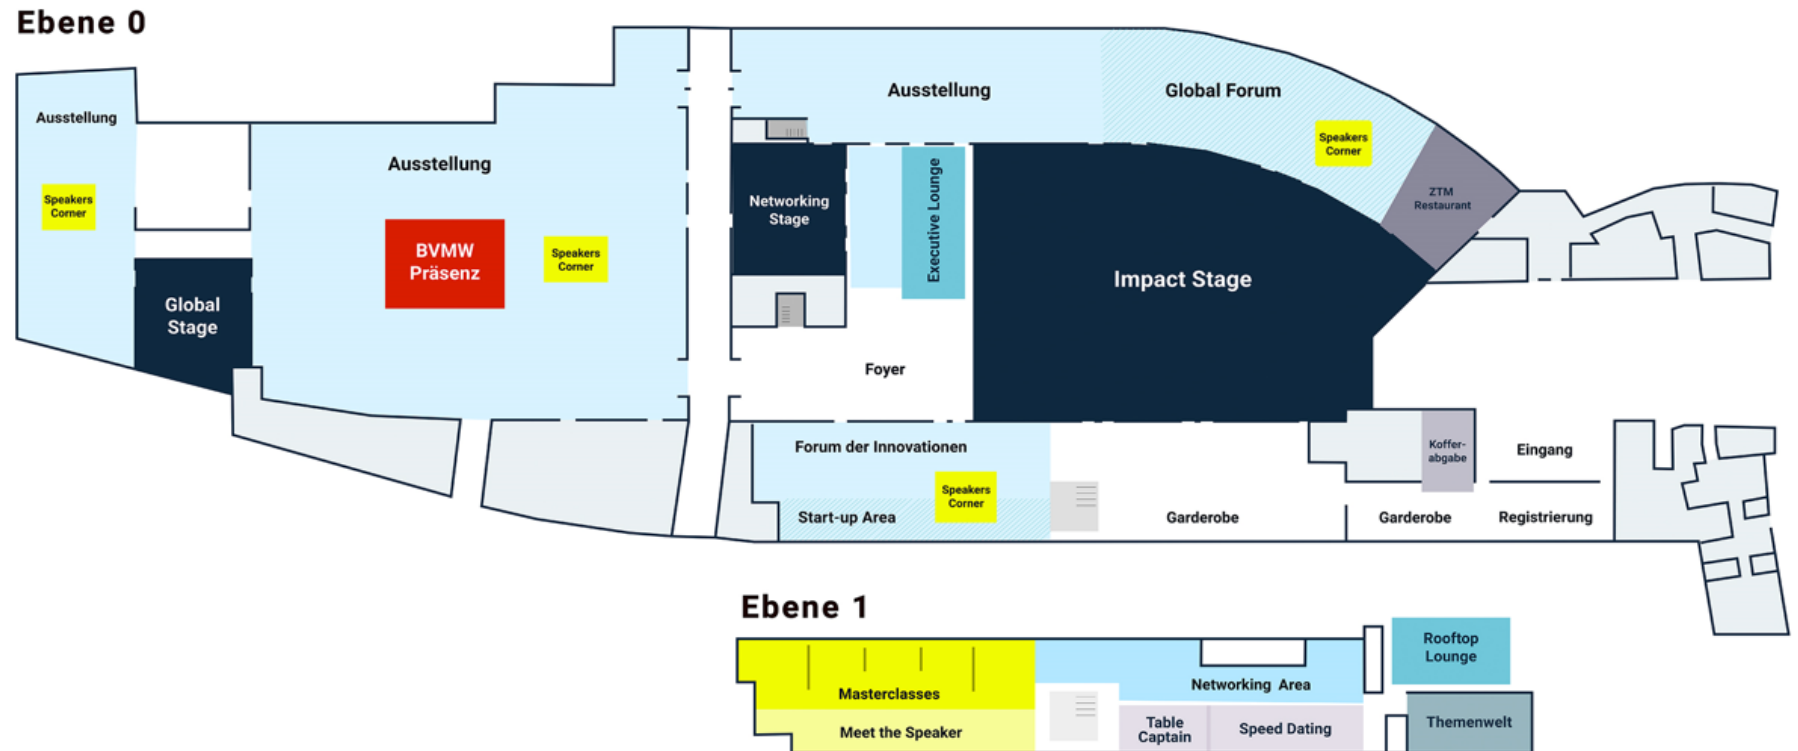 Ebene 0
Ausstellung
Speakers
Corner
Global
Stage
Ausstellung
BVMW
Präsenz
Speakers
Corner
Ausstellung
Global Forum
Speakers
Corner
ZTM
Restaurant
Networking
Stage
Executive Lounge
Impact Stage
Foyer
Forum der Innovationen
Speakers
Corner
Start-up Area
Garderobe
Koffer-
abgabe
Eingang
Garderobe
Registrierung
Ebene 1
Masterclasses
Meet the Speaker
Networking Area
Table
Captain
Speed Dating
Rooftop
Lounge
Themenwelt